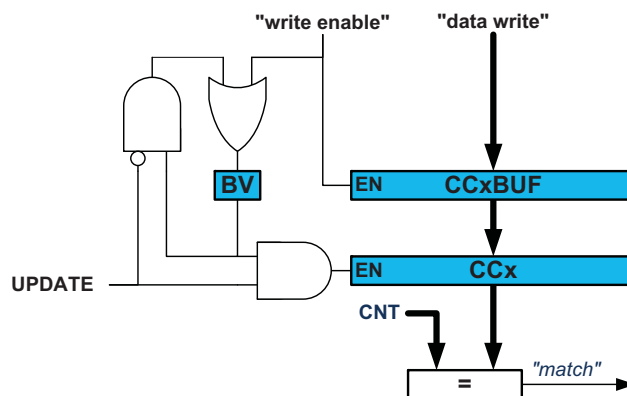 "write enable" "data write"
BV
EN CCxBUF
EN CCx
UPDATE
CNT
"match"
=